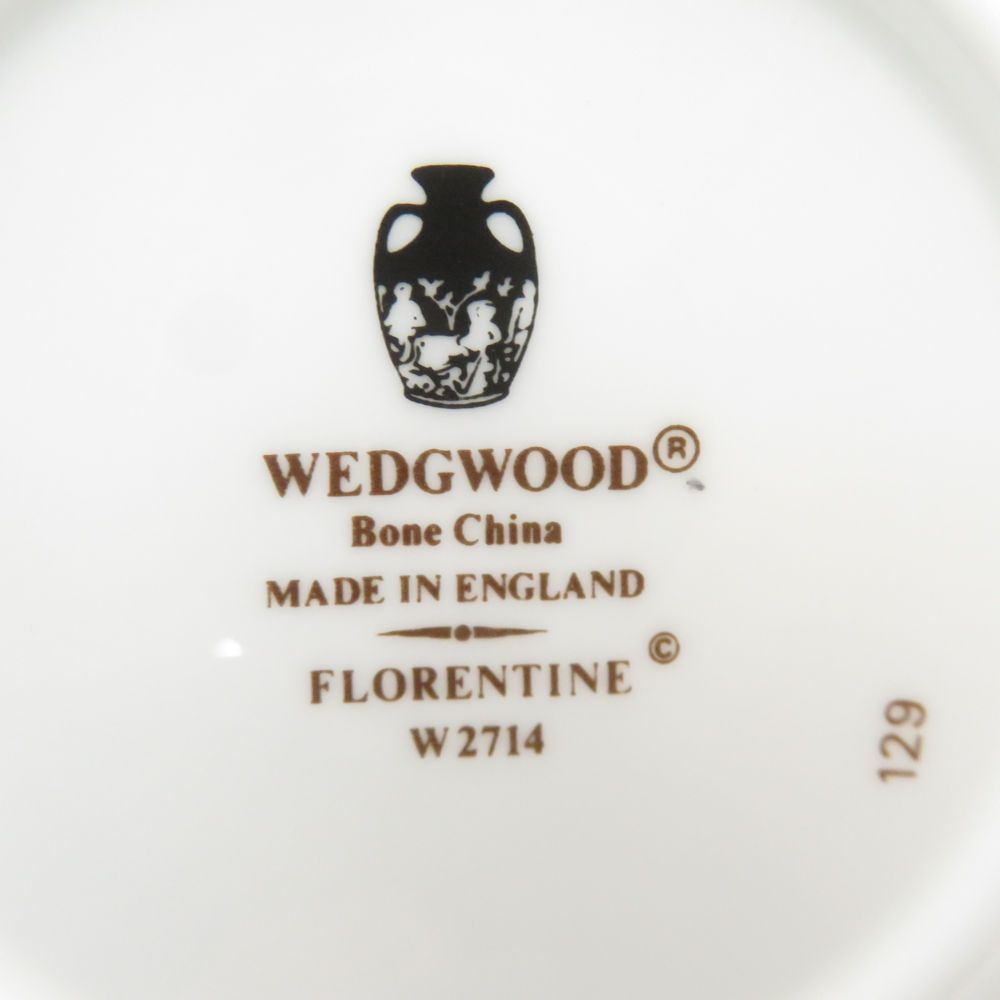 WEDGWOOD®
Bone China
MADE IN ENGLAND
FLORENTINE ©
W2714
129